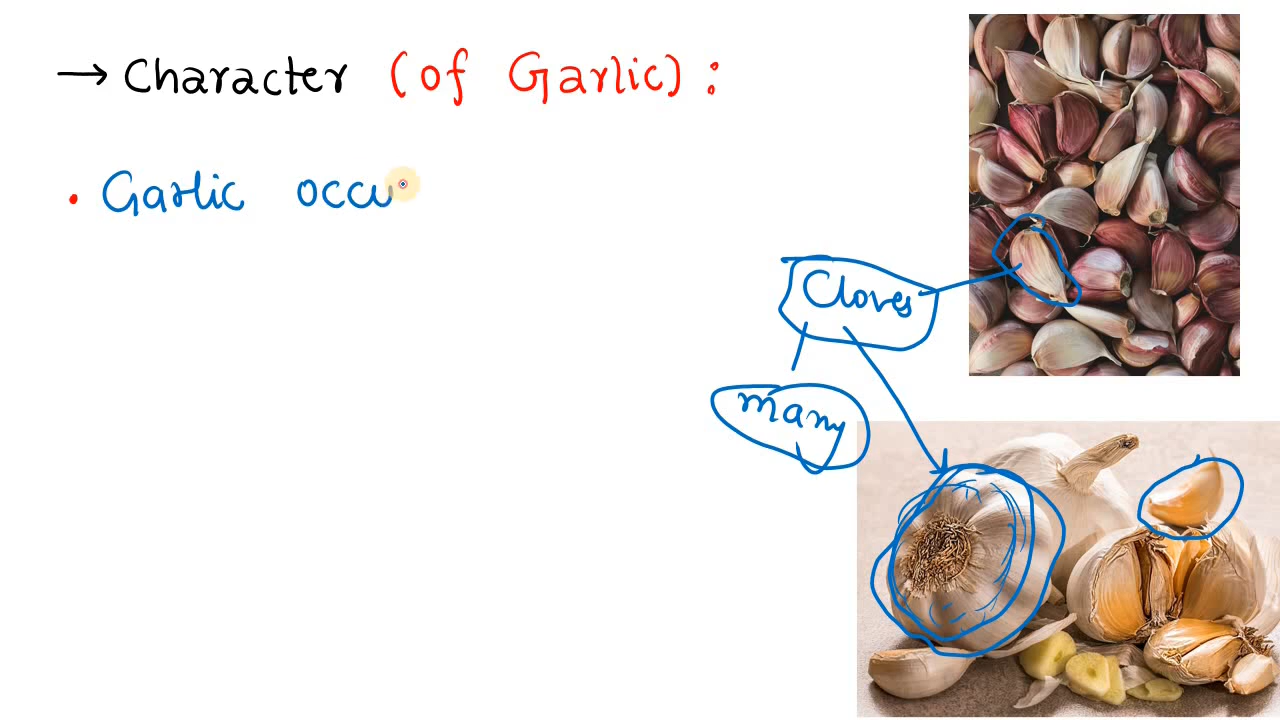 → Character (of Garlic) :
• Garlic occu
Cloves
many